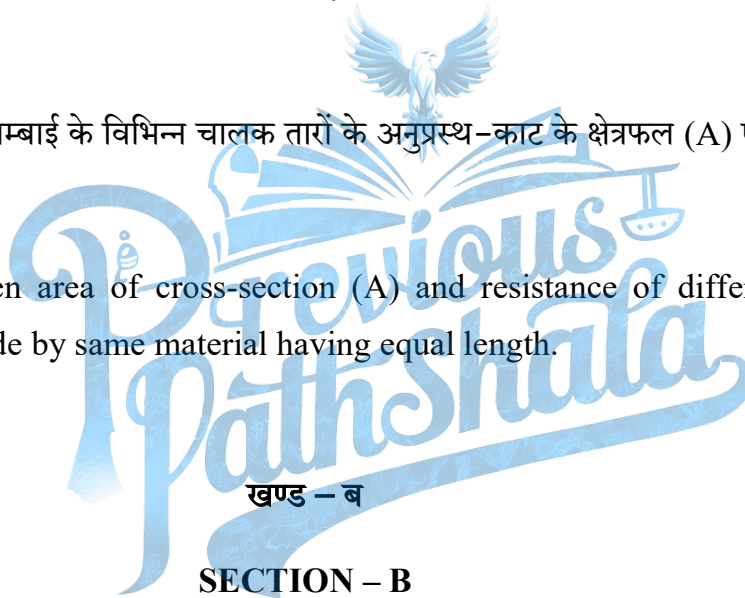 म्बाई के विभिन्न चालक तारों के अनुप्रस्थ-काट के क्षेत्रफल (A)
en area of cross-section (A) and resistance of differ
de by same material having equal length.
Previous
Pathshala
खण्ड – ब
SECTION – B